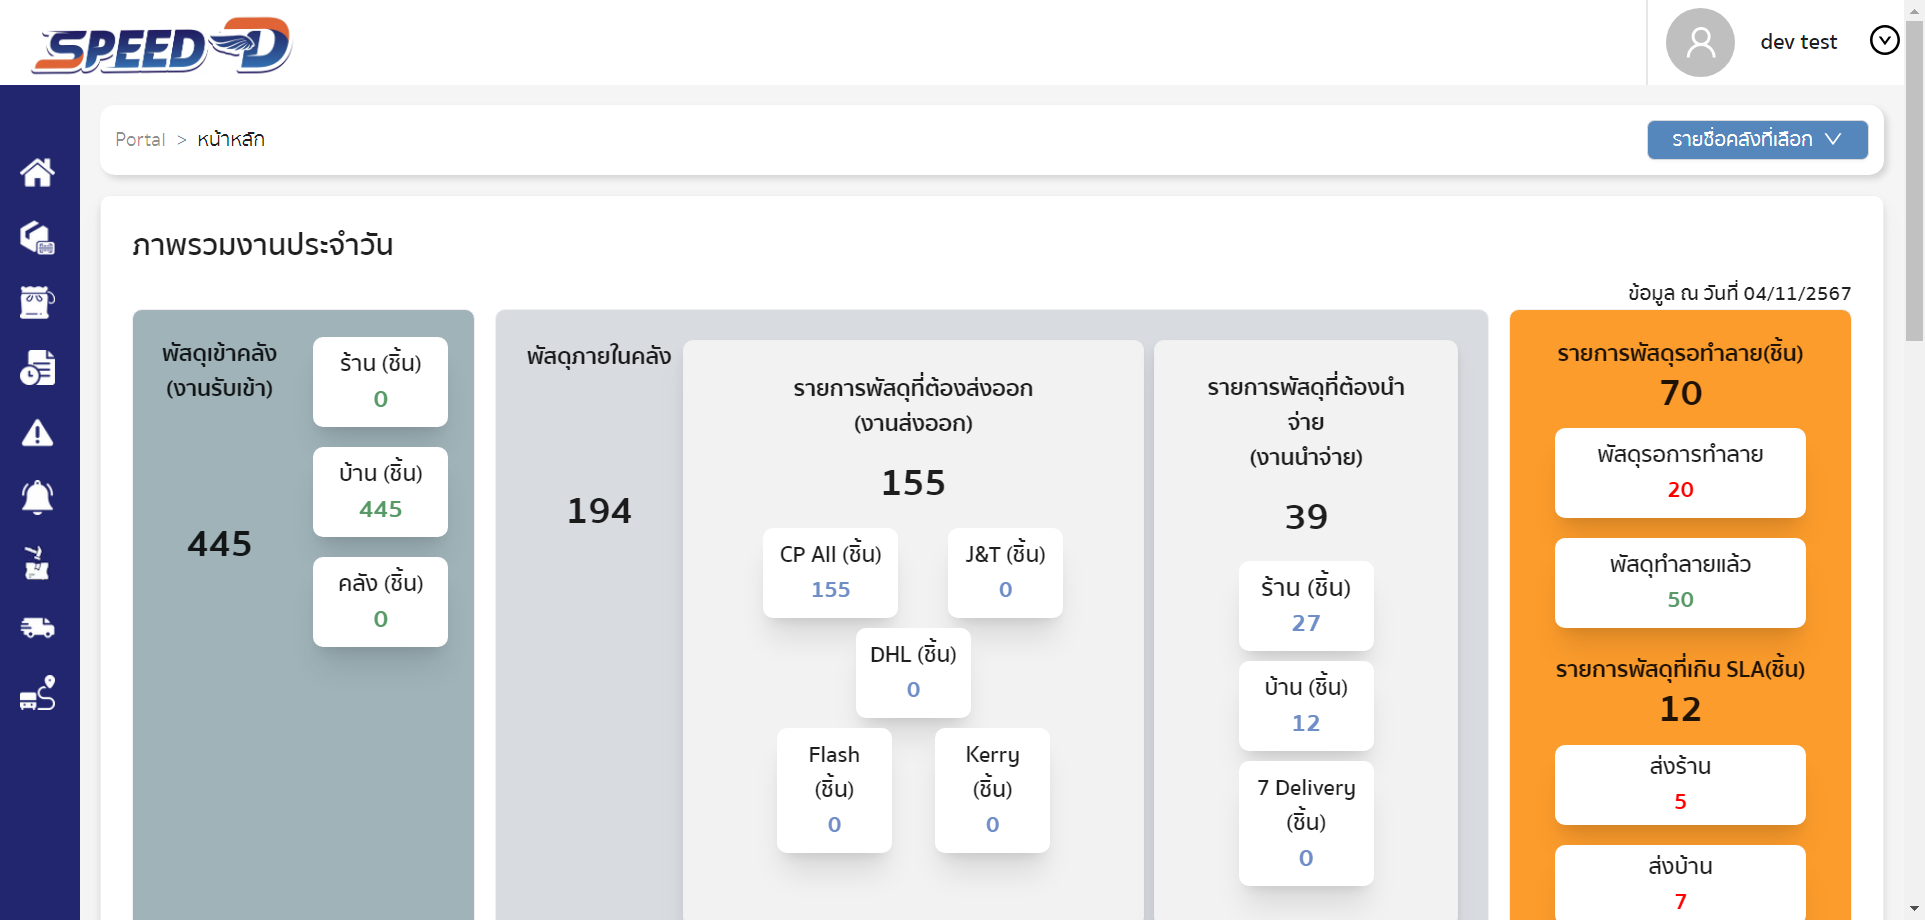 SPEED-D
dev test
Portal > หน้าหลัก
รายชื่อคลังที่เลือก
ภาพรวมงานประจำวัน
ข้อมูล ณ วันที่ 04/11/2567
พัสดุเข้าคลัง
(งานรับเข้า)
445
ร้าน (ชิ้น)
0
บ้าน (ชิ้น)
445
คลัง (ชิ้น)
0
พัสดุภายในคลัง
194
รายการพัสดุที่ต้องส่งออก
(งานส่งออก)
155
CP All (ชิ้น)
155
J&T (ชิ้น)
0
DHL (ชิ้น)
0
Flash
(ชิ้น)
0
Kerry
(ชิ้น)
0
รายการพัสดุที่ต้องนำ
จ่าย
(งานนำจ่าย)
39
ร้าน (ชิ้น)
27
บ้าน (ชิ้น)
12
7 Delivery
(ชิ้น)
0
รายการพัสดุรอทำลาย(ชิ้น)
70
พัสดุรอการทำลาย
20
พัสดุทำลายแล้ว
50
รายการพัสดุที่เกิน SLA(ชิ้น)
12
ส่งร้าน
5
ส่งบ้าน
7